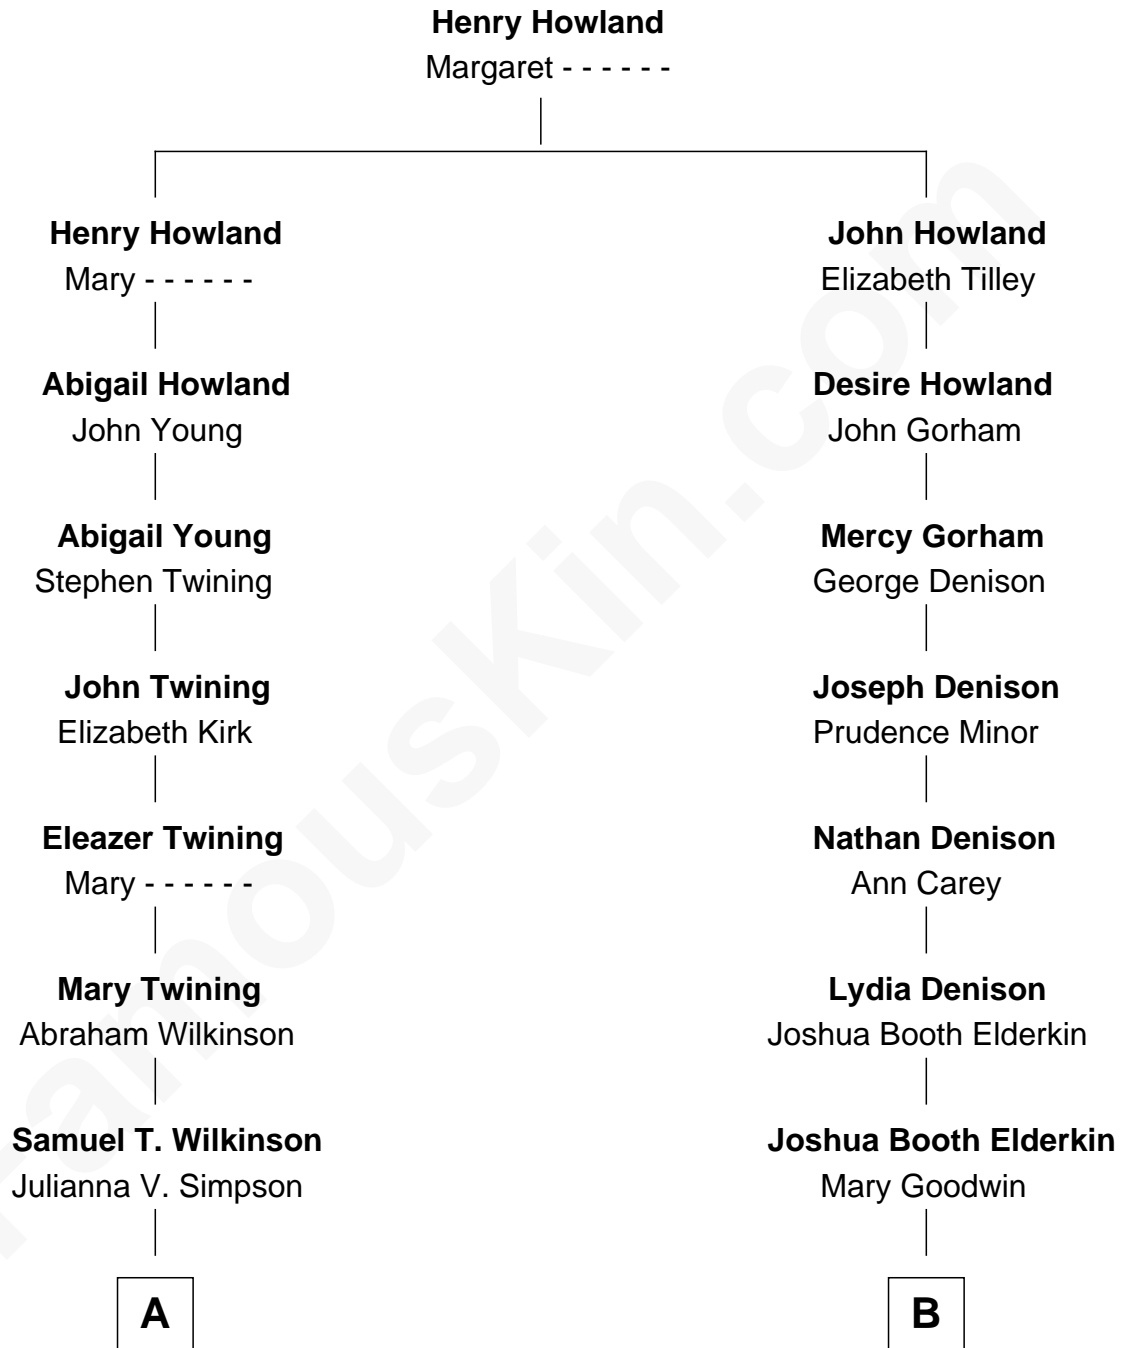 Henry Howland
Margaret - - - - - -
Henry Howland
Mary - - - - - -
John Howland
Elizabeth Tilley
Abigail Howland
John Young
Desire Howland
John Gorham
Abigail Young
Stephen Twining
Mercy Gorham
George Denison
John Twining
Elizabeth Kirk
Joseph Denison
Prudence Minor
Eleazer Twining
Mary - - - - - -
Nathan Denison
Ann Carey
Mary Twining
Abraham Wilkinson
Lydia Denison
Joshua Booth Elderkin
Samuel T. Wilkinson
Julianna V. Simpson
Joshua Booth Elderkin
Mary Goodwin
A
B
FamousKin.com